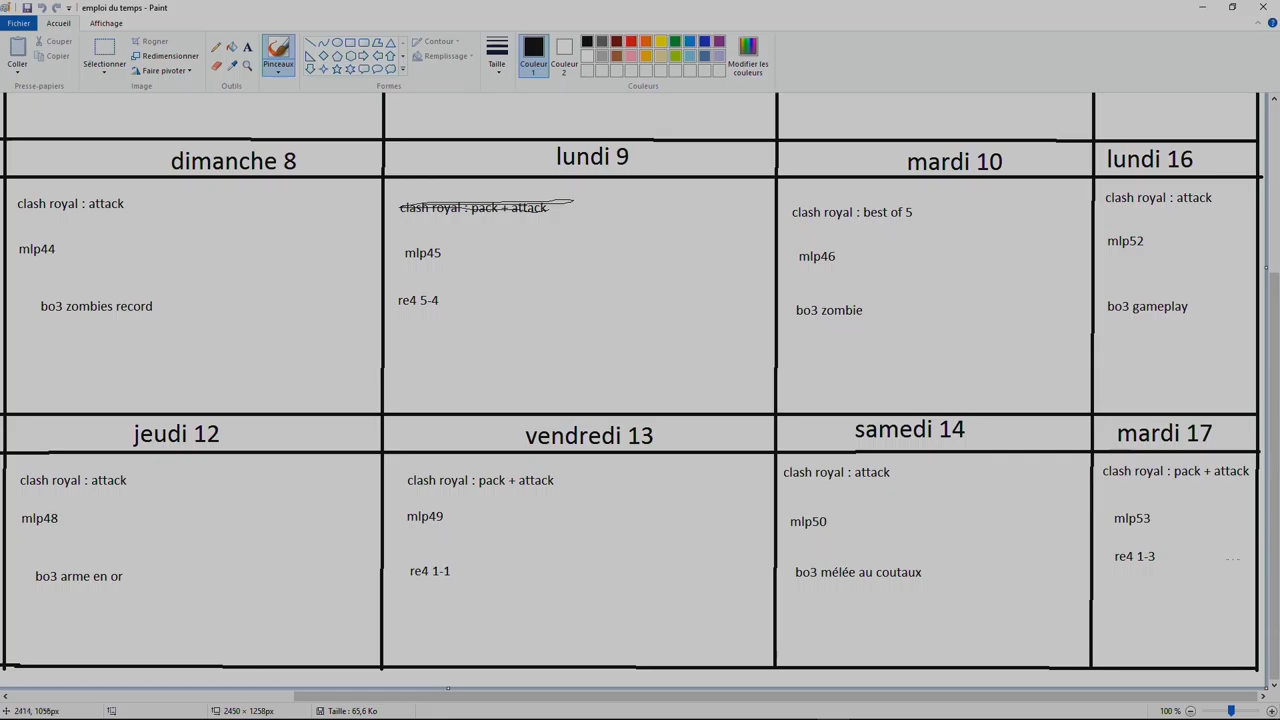 emploi du temps - Paint
Fichier
Accueil
Affichage
Coller
Couper
Copier
Presse-papiers
Sélectionner
Rogner
Redimensionner
Faire pivoter
Image
A
Outils
Pinceaux
Contour
Remplissage
Formes
Taille
Couleur
1
Couleur
2
Modifier les
couleurs
Couleurs
dimanche 8
lundi 9
mardi 10
lundi 16
clash royal : attack
mlp44
bo3 zombies record
clash royal : pack + attack
mlp45
re4 5-4
clash royal : best of 5
mlp46
bo3 zombie
clash royal : attack
mlp52
bo3 gameplay
jeudi 12
vendredi 13
samedi 14
mardi 17
clash royal : attack
mlp48
bo3 arme en or
clash royal : pack + attack
mlp49
re4 1-1
clash royal : attack
mlp50
bo3 mélée au coutaux
clash royal : pack + attack
mlp53
re4 1-3
2414, 1056px
2450 × 1258px
Taille : 65,6 Ko
100 %